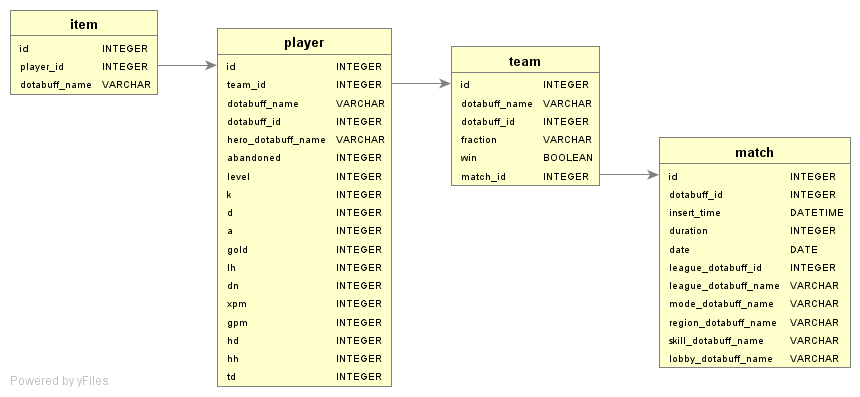 item
id INTEGER
player_id INTEGER
dotabuff_name VARCHAR
player
id INTEGER
team_id INTEGER
dotabuff_name VARCHAR
dotabuff_id INTEGER
hero_dotabuff_name VARCHAR
abandoned INTEGER
level INTEGER
k INTEGER
d INTEGER
a INTEGER
gold INTEGER
lh INTEGER
dn INTEGER
xpm INTEGER
gpm INTEGER
hd INTEGER
hh INTEGER
td INTEGER
team
id INTEGER
dotabuff_name VARCHAR
dotabuff_id INTEGER
fraction VARCHAR
win BOOLEAN
match_id INTEGER
match
id INTEGER
dotabuff_id INTEGER
insert_time DATETIME
duration INTEGER
date DATE
league_dotabuff_id INTEGER
league_dotabuff_name VARCHAR
mode_dotabuff_name VARCHAR
region_dotabuff_name VARCHAR
skill_dotabuff_name VARCHAR
lobby_dotabuff_name VARCHAR
Powered by yFiles